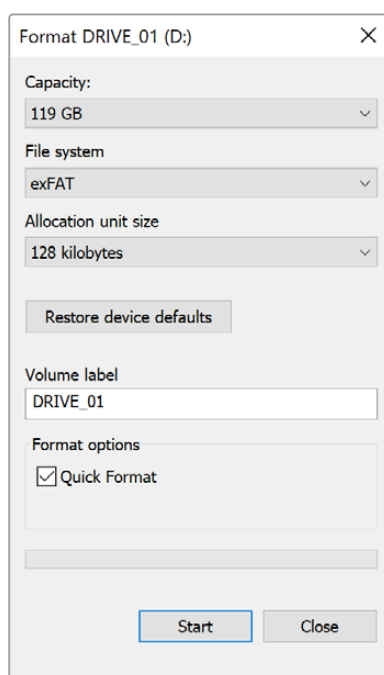 Format DRIVE_01 (D:)
Capacity:
119 GB
File system
exFAT
Allocation unit size
128 kilobytes
Restore device defaults
Volume label
DRIVE_01
Format options
Quick Format
Start Close